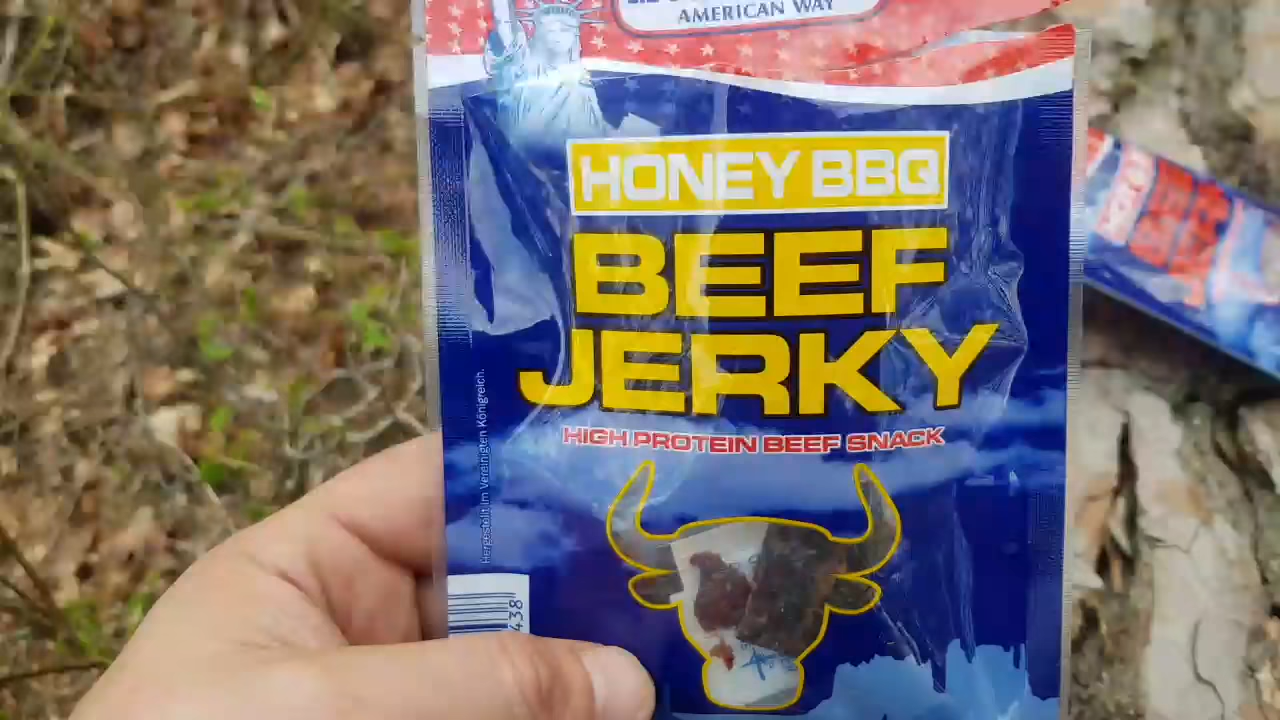 AMERICAN WAY
HONEY BBQ
BEEF
JERKY
HIGH PROTEIN BEEF SNACK
Hergestellt im Vereinigten Königreich.
438